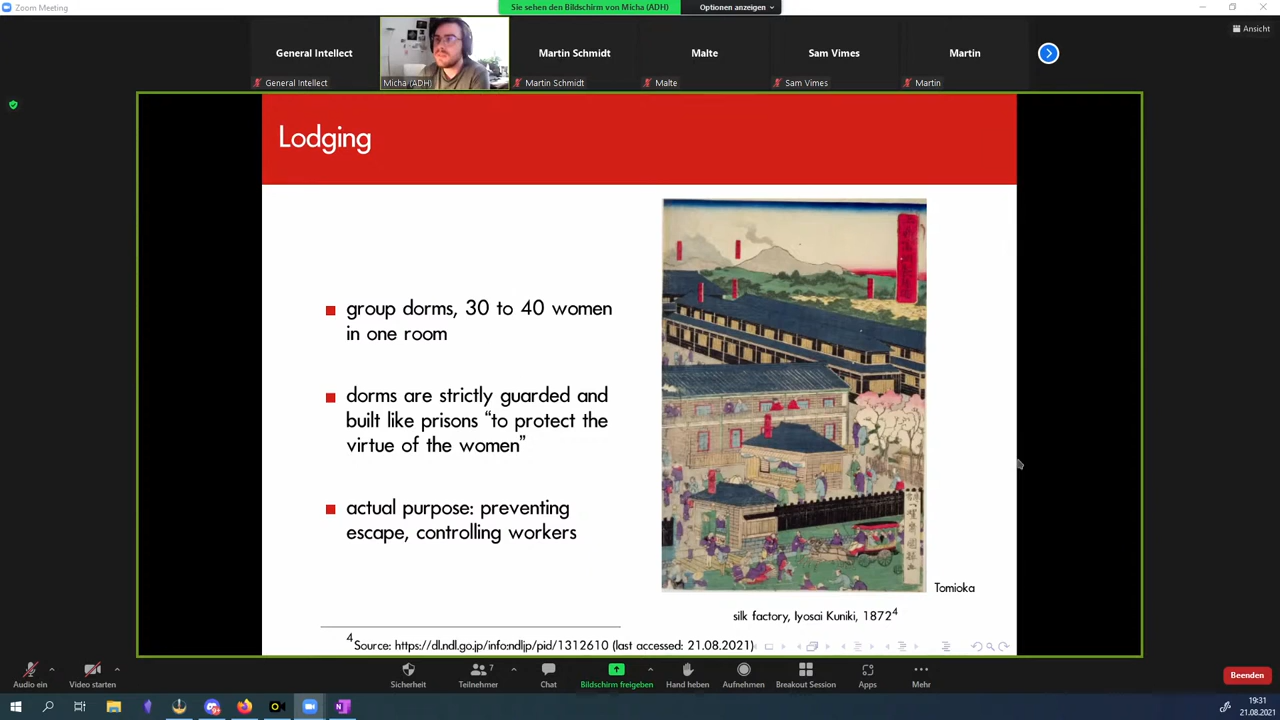 Zoom Meeting
Sie sehen den Bildschirm von Micha (ADH)
Optionen anzeigen
Ansicht
General Intellect
Martin Schmidt
Malte
Sam Vimes
Martin
General Intellect
Micha (ADH)
Martin Schmidt
Malte
Sam Vimes
Martin
Lodging
group dorms, 30 to 40 women
in one room
dorms are strictly guarded and
built like prisons “to protect the
virtue of the women”
actual purpose: preventing
escape, controlling workers
Tomioka
silk factory, Iyosai Kuniki, 1872⁴
⁴Source: https://dl.ndl.go.jp/info:ndljp/pid/1312610 (last accessed: 21.08.2021)
Audio ein
Video starten
Sicherheit
Teilnehmer
7
Chat
Bildschirm freigeben
Hand heben
Aufnehmen
Breakout Session
Apps
Mehr
Beenden
19:31
21.08.2021